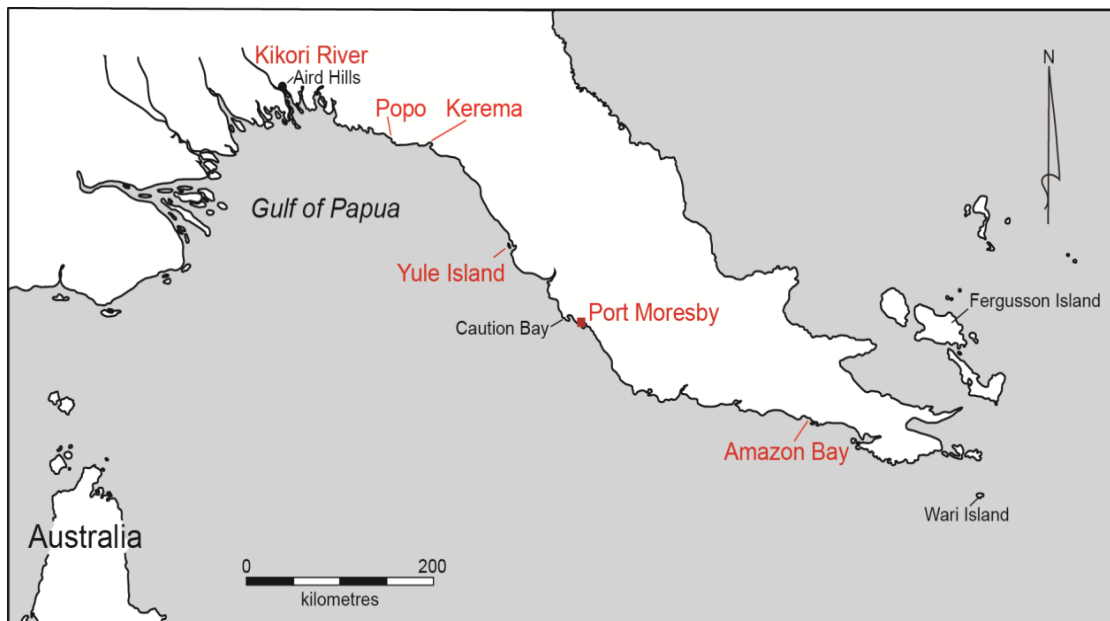 Kikori River
Aird Hills
Popo
Kerema
N
Gulf of Papua
Yule Island
Port Moresby
Caution Bay
Fergusson Island
Amazon Bay
Wari Island
Australia
0 200
kilometres